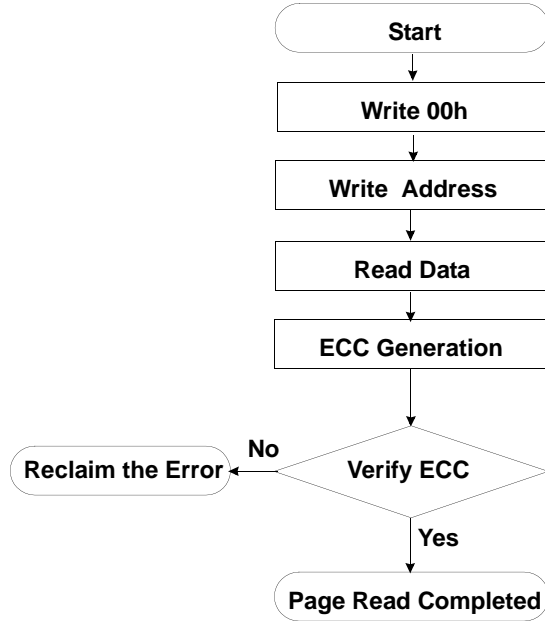 Start
Write 00h
Write Address
Read Data
ECC Generation
No
Reclaim the Error
Verify ECC
Yes
Page Read Completed